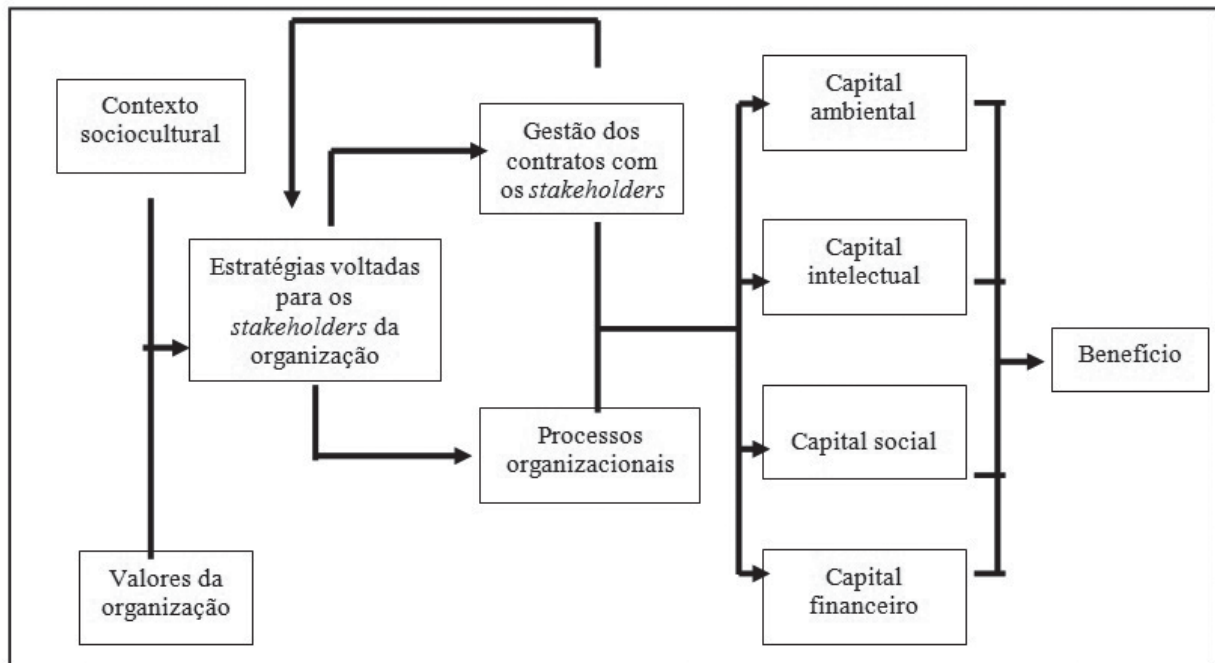 Contexto
sociocultural
Valores da
organização
Estratégias voltadas
para os
stakeholders da
organização
Gestão dos
contratos com
os stakeholders
Processos
organizacionais
Capital
ambiental
Capital
intelectual
Capital social
Capital
financeiro
Benefício